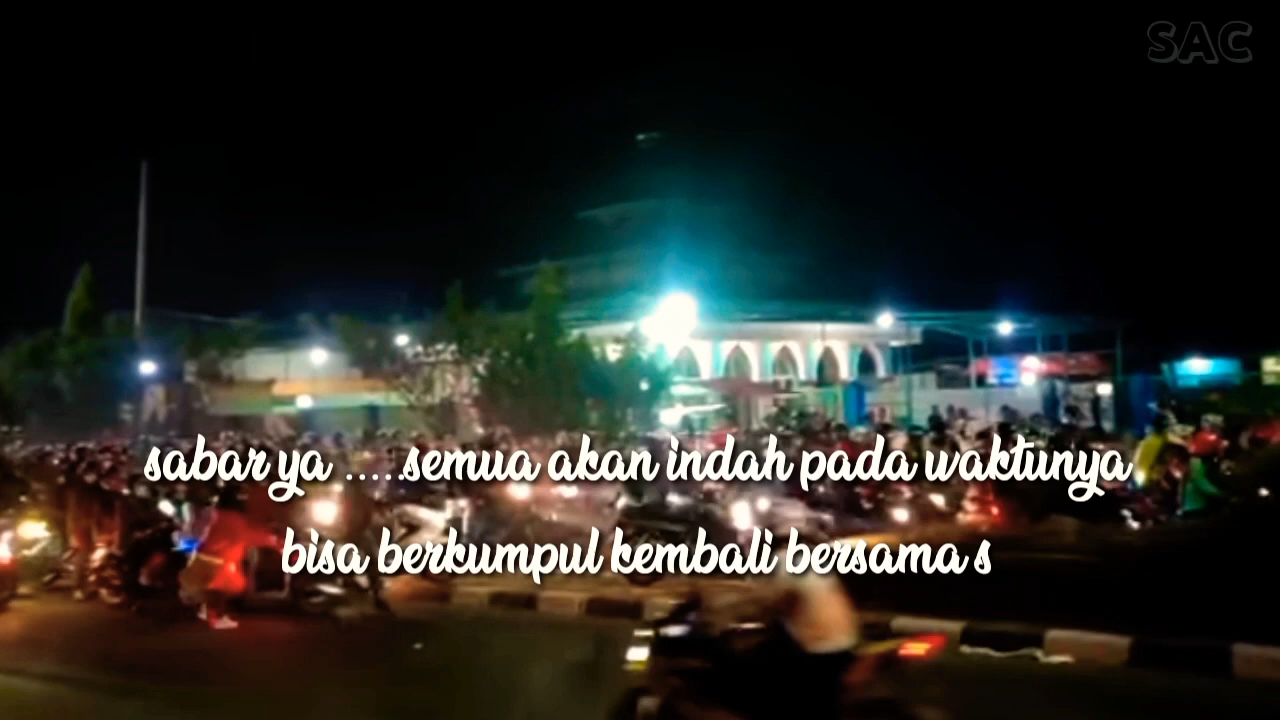 SAC
sabar ya .....semua akan indah pada waktunya
bisa berkumpul kembali bersama s